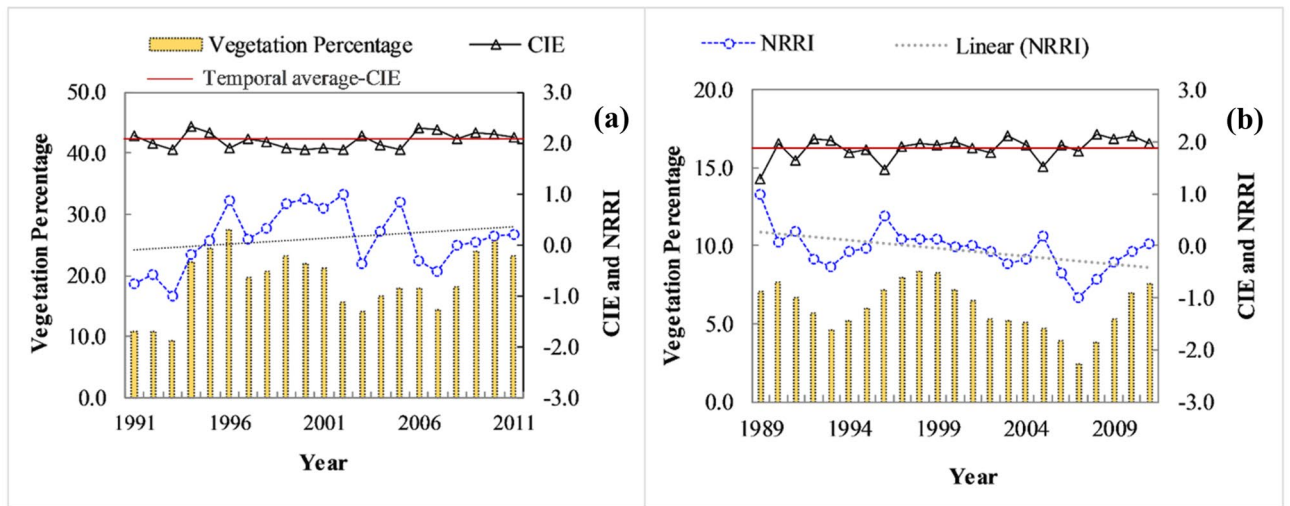 Vegetation Percentage CIE
Temporal average-CIE
50.0
40.0
30.0
20.0
10.0
0.0
Vegetation Percentage
3.0
2.0
1.0
0.0
-1.0
-2.0
-3.0
CIE and NRRI
(a)
1991 1996 2001 2006 2011
Year
NRRI Linear (NRRI)
20.0
15.0
10.0
5.0
0.0
Vegetation Percentage
3.0
2.0
1.0
0.0
-1.0
-2.0
-3.0
CIE and NRRI
(b)
1989 1994 1999 2004 2009
Year